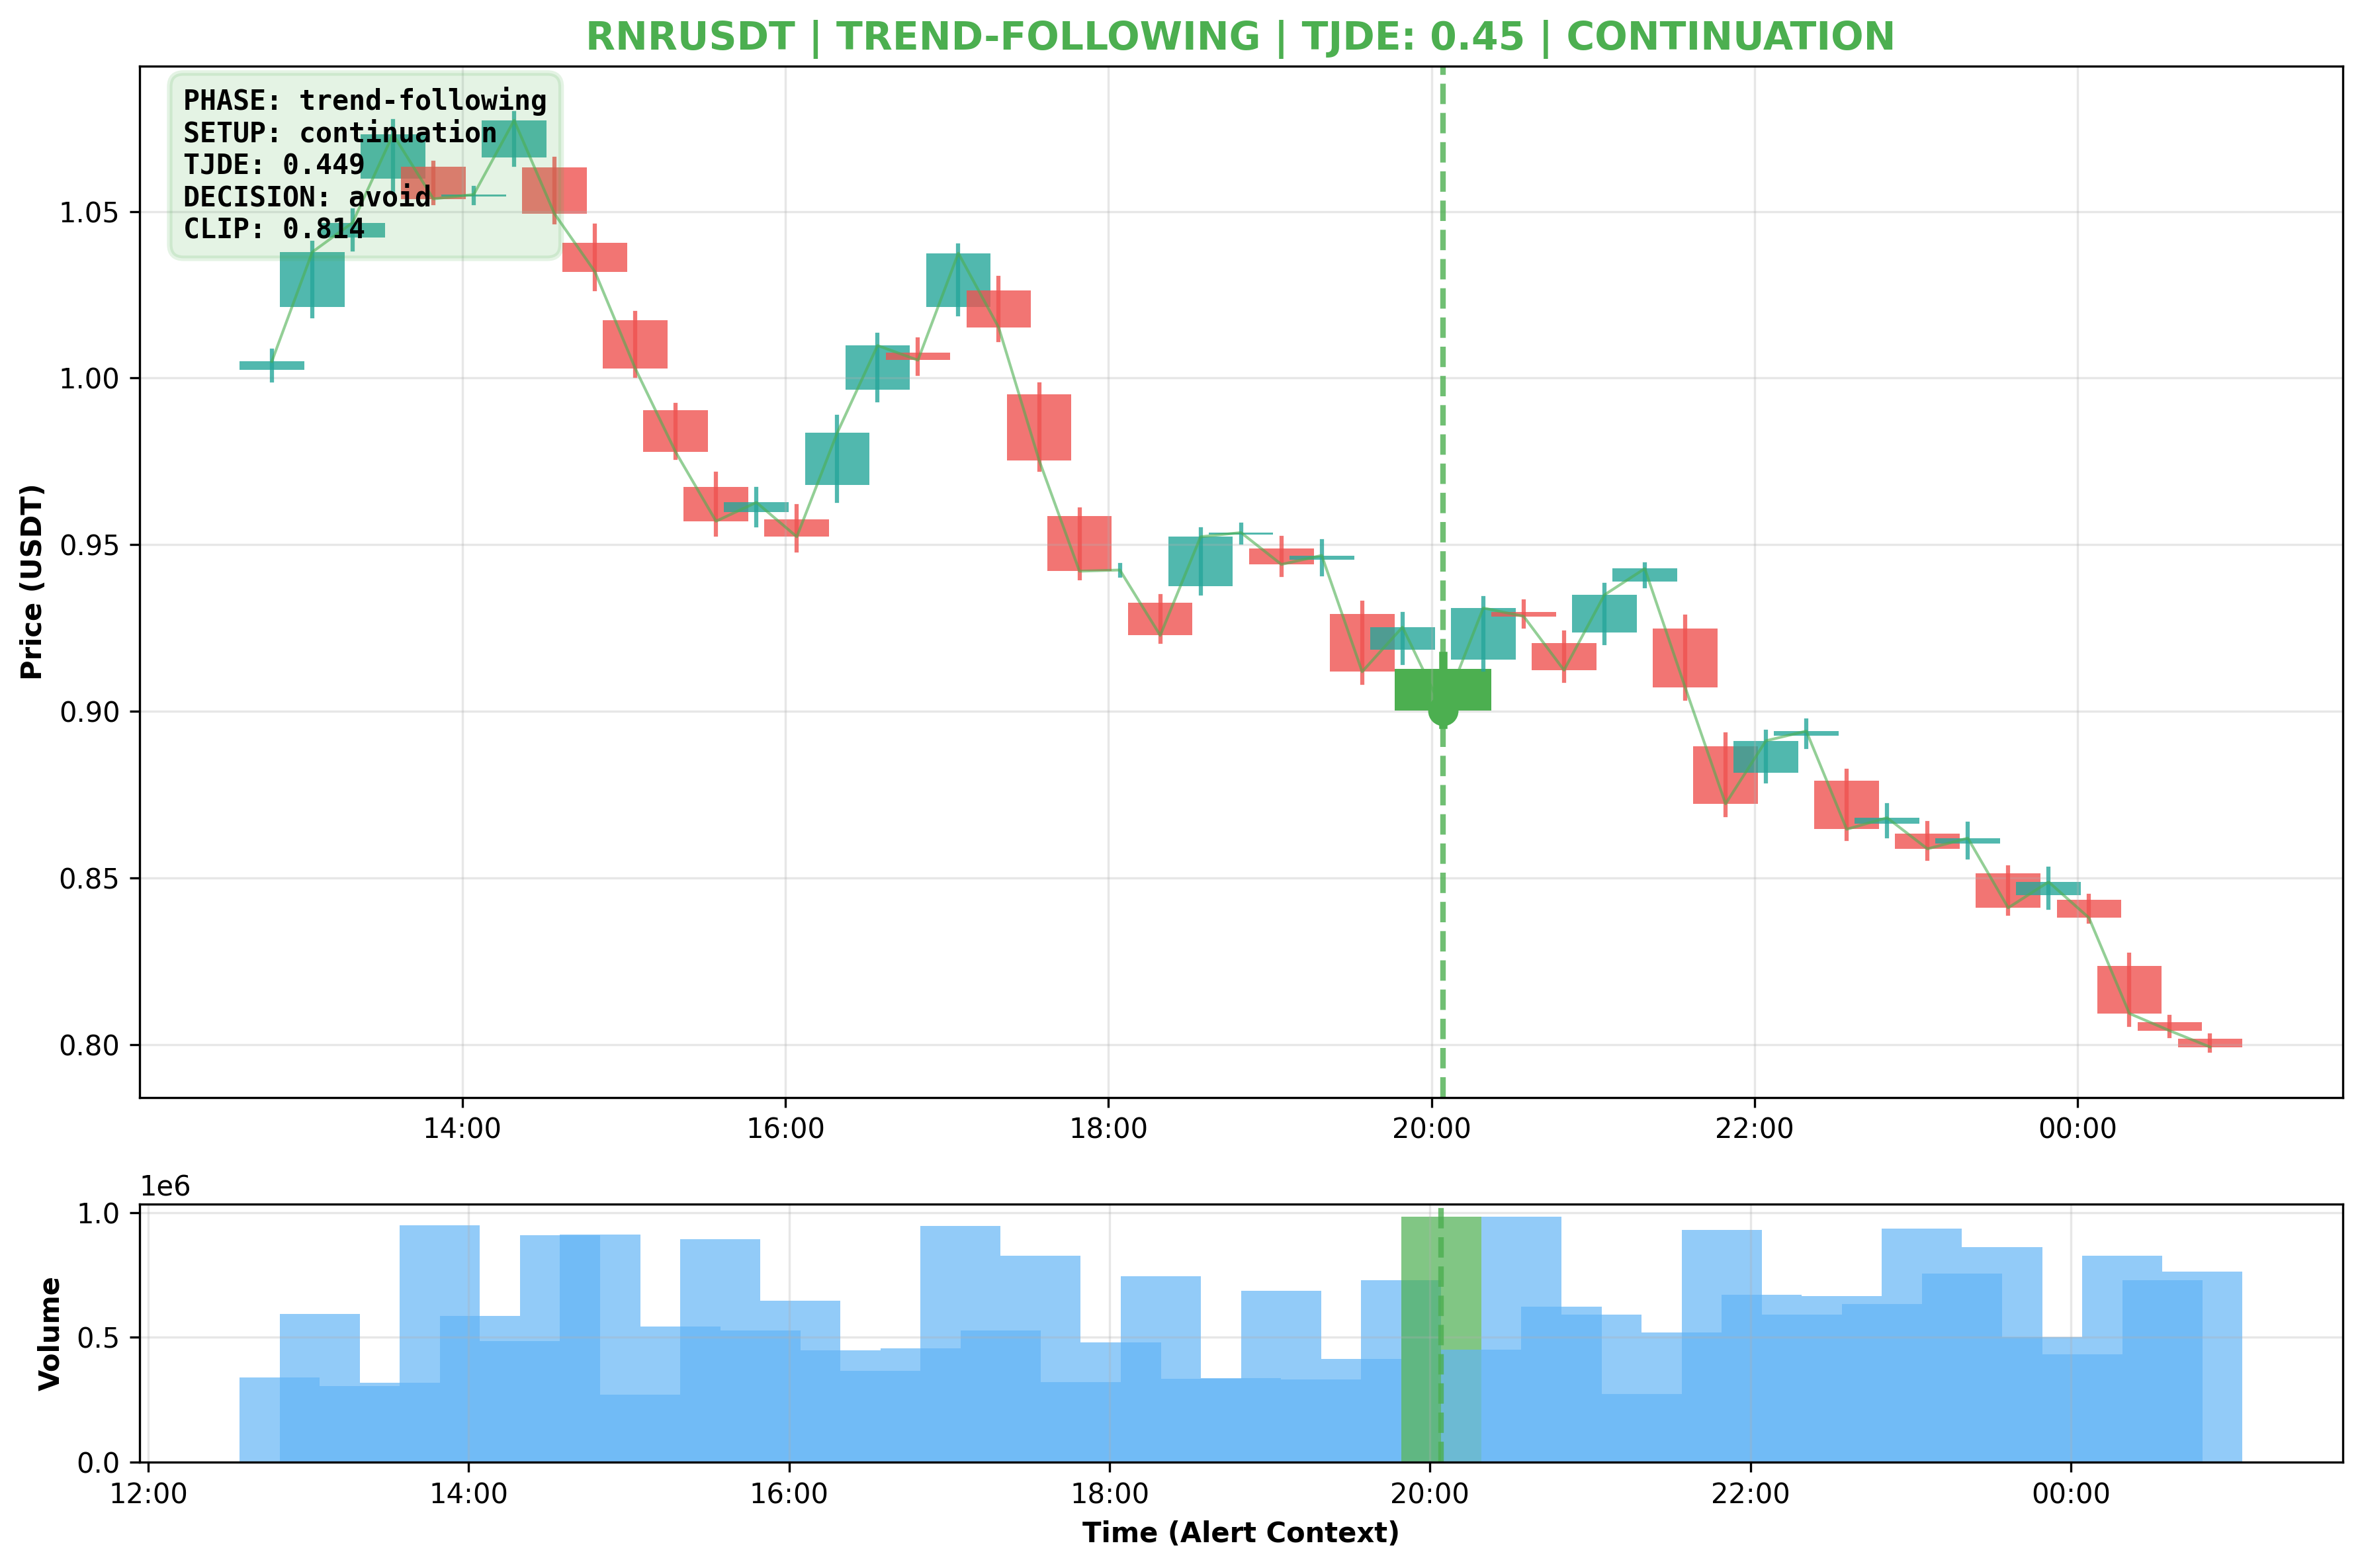 RNRUSDT | TREND-FOLLOWING | TJDE: 0.45 | CONTINUATION
PHASE: trend-following
SETUP: continuation
TJDE: 0.449
DECISION: avoid
CLIP: 0.814
Price (USDT)
1.05
1.00
0.95
0.90
0.85
0.80
14:00 16:00 18:00 20:00 22:00 00:00
1e6
Volume
1.0
0.5
0.0
12:00 14:00 16:00 18:00 20:00 22:00 00:00
Time (Alert Context)